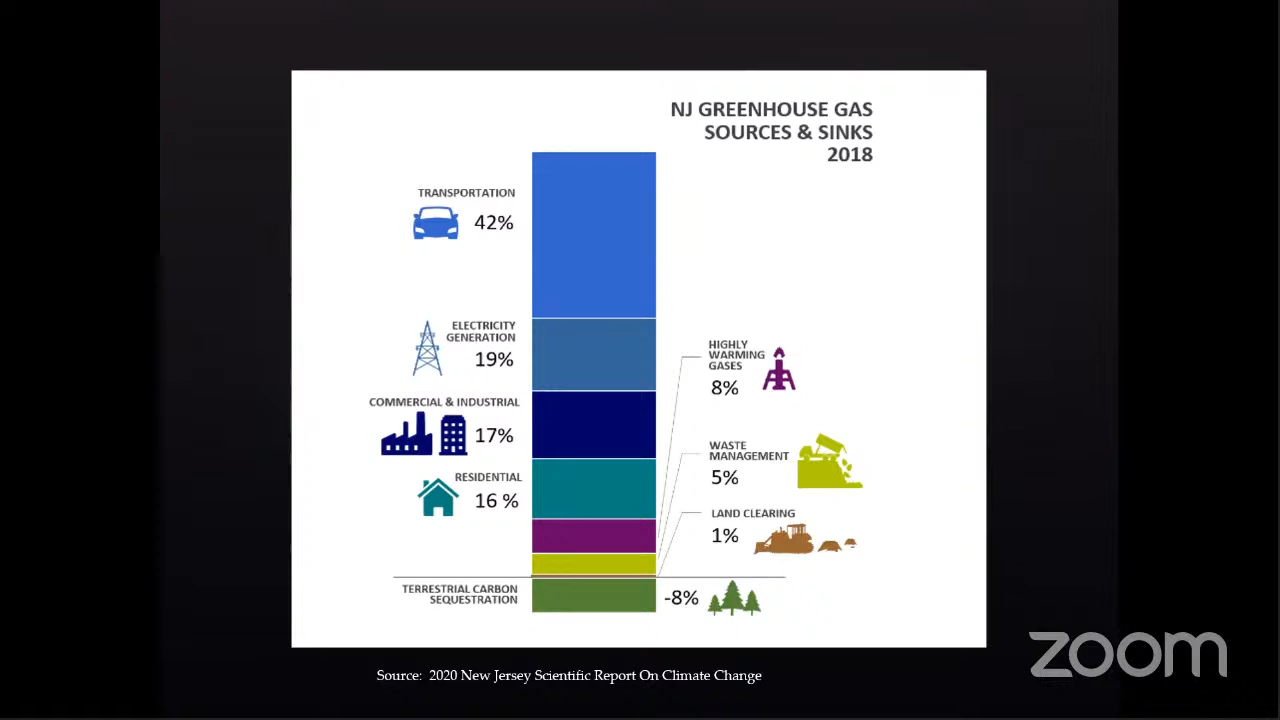 NJ GREENHOUSE GAS
SOURCES & SINKS
2018
TRANSPORTATION
42%
ELECTRICITY
GENERATION
19%
COMMERCIAL & INDUSTRIAL
17%
RESIDENTIAL
16 %
HIGHLY
WARMING
GASES
8%
WASTE
MANAGEMENT
5%
LAND CLEARING
1%
TERRESTRIAL CARBON
SEQUESTRATION
-8%
zoom
Source: 2020 New Jersey Scientific Report On Climate Change